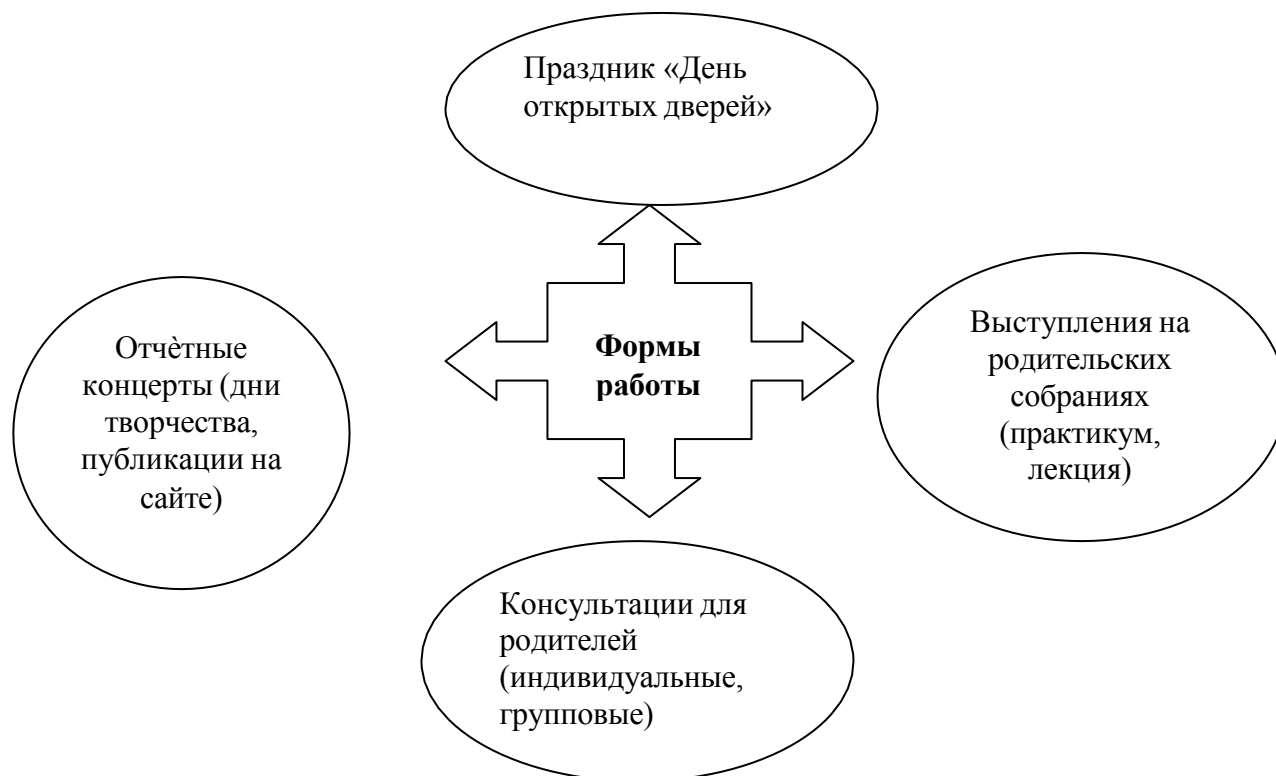 Праздник «День
открытых дверей»
Отчѐтные
концерты (дни
творчества,
публикации на
сайте)
Формы
работы
Выступления на
родительских
собраниях
(практикум,
лекция)
Консультации для
родителей
(индивидуальные,
групповые)